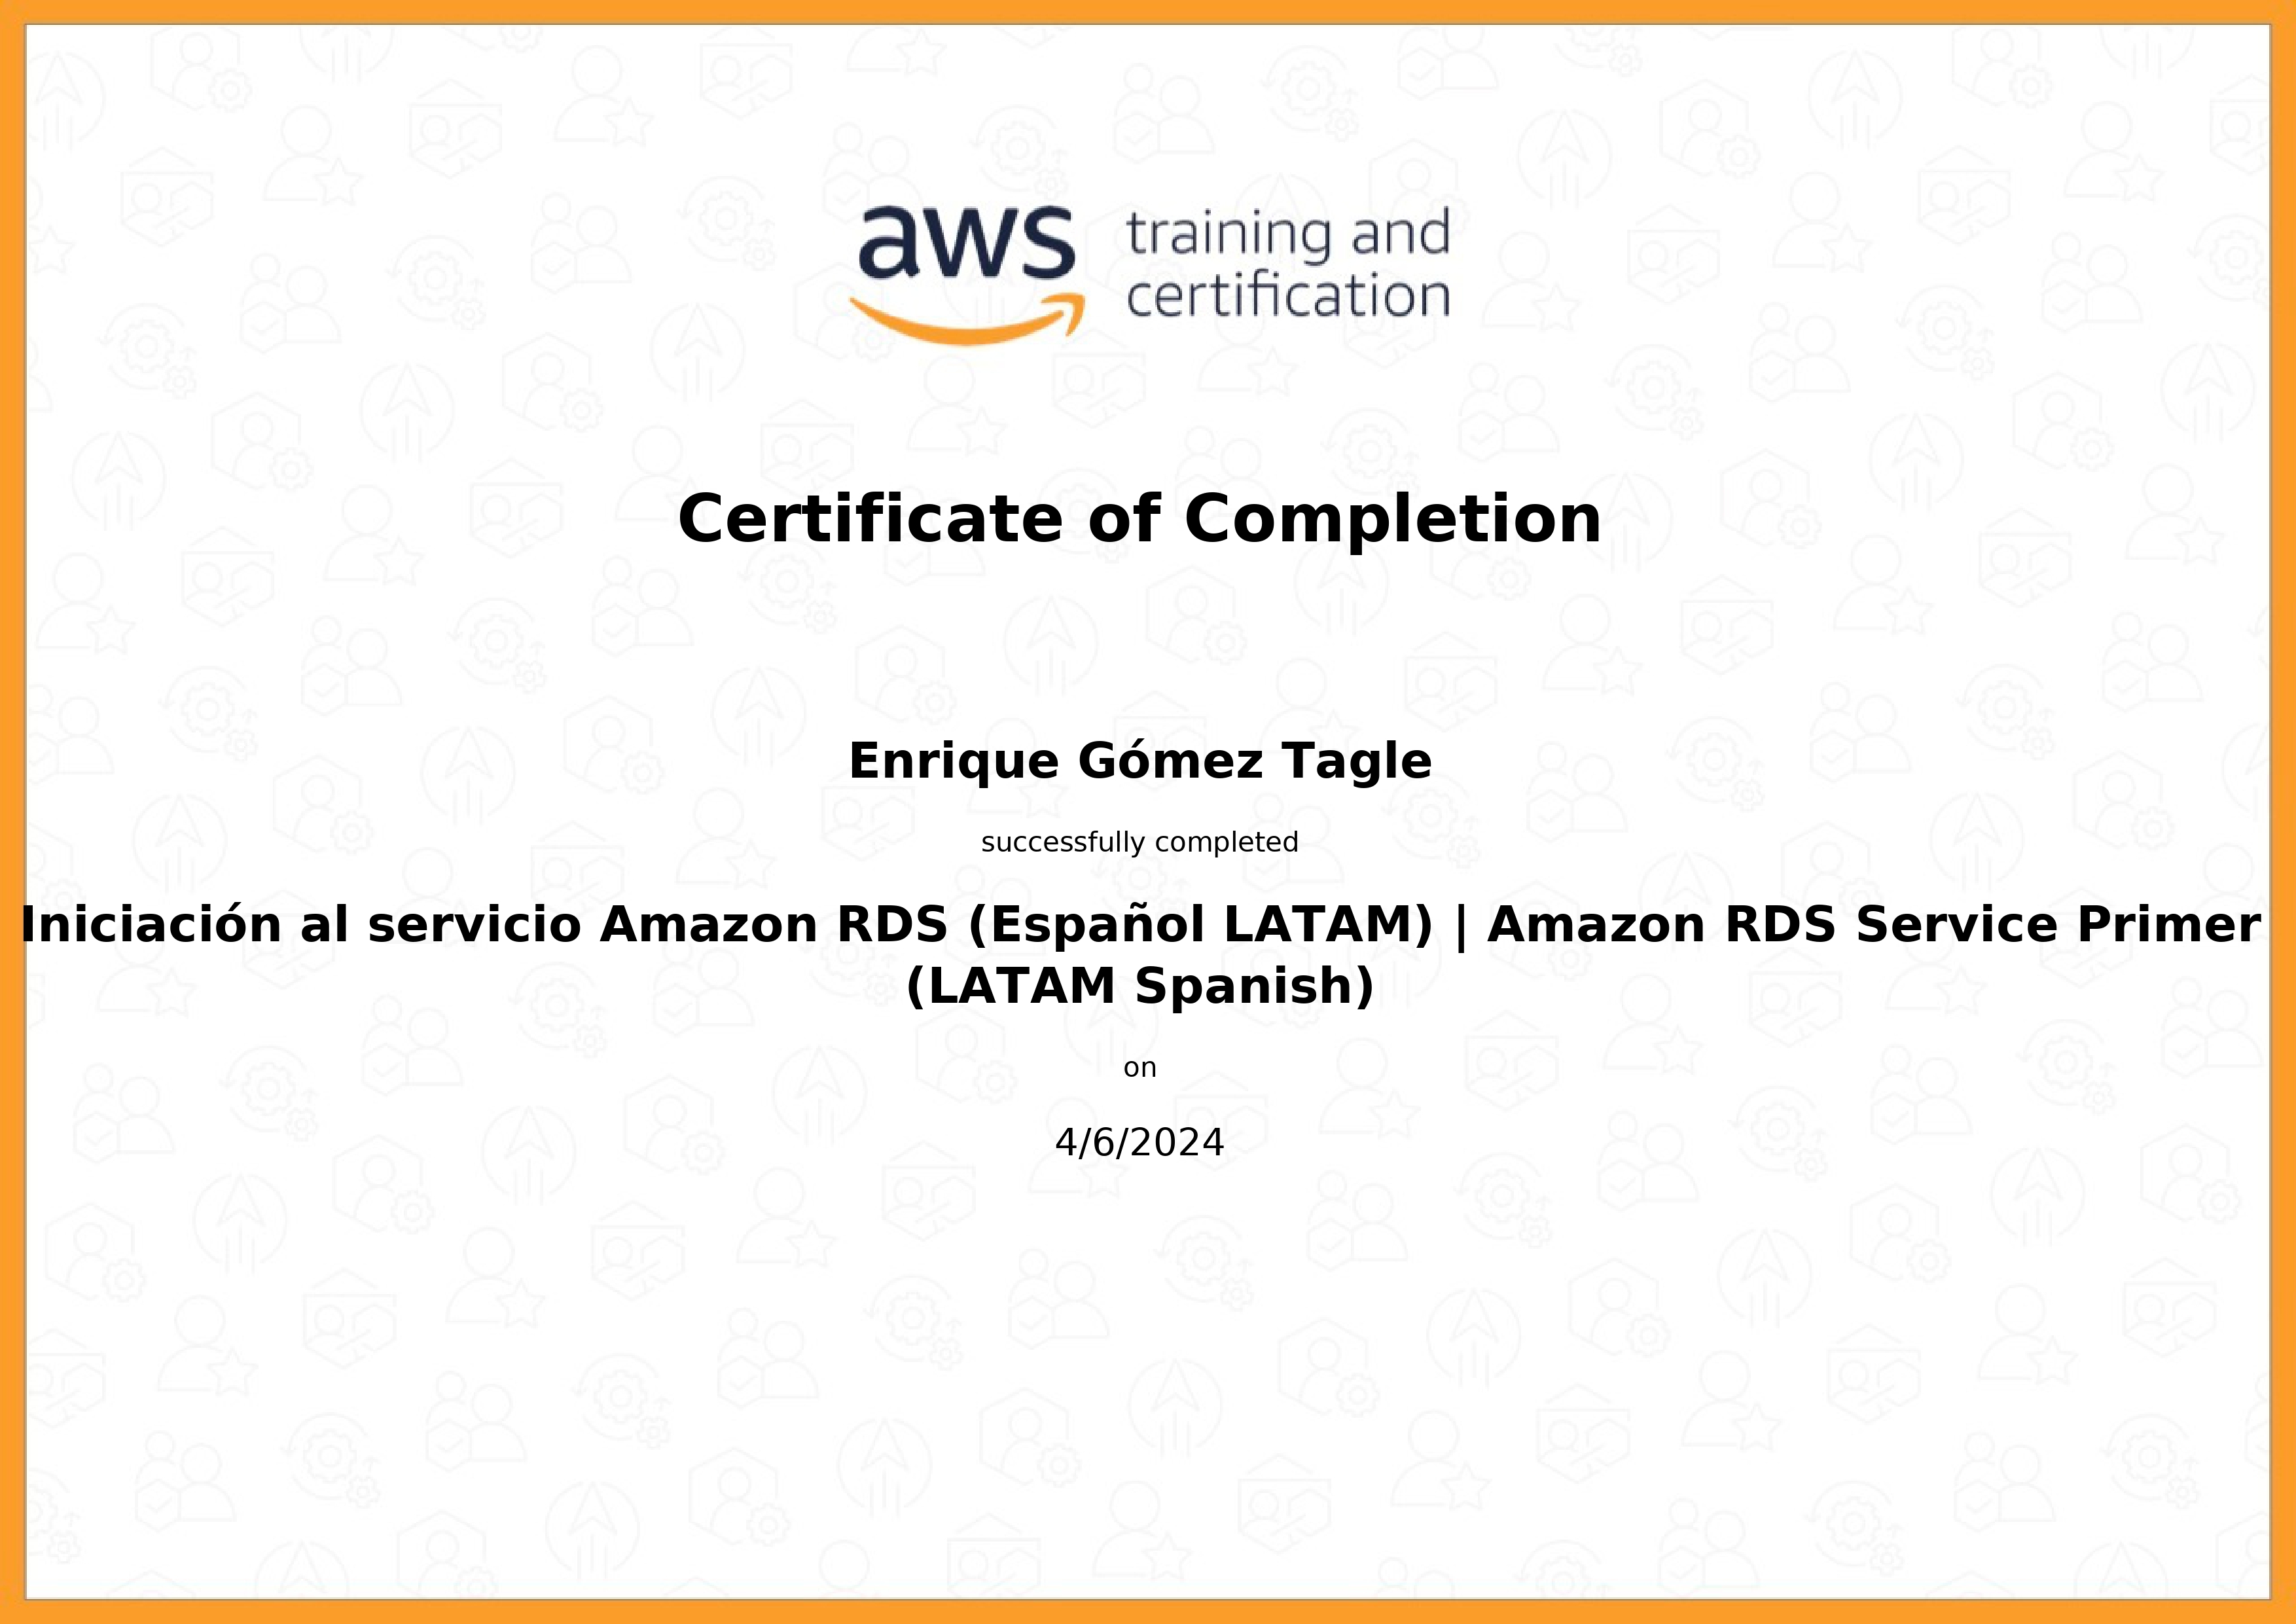 aws training and
certification
Certificate of Completion
Enrique Gómez Tagle
successfully completed
Iniciación al servicio Amazon RDS (Español LATAM) | Amazon RDS Service Primer
(LATAM Spanish)
on
4/6/2024